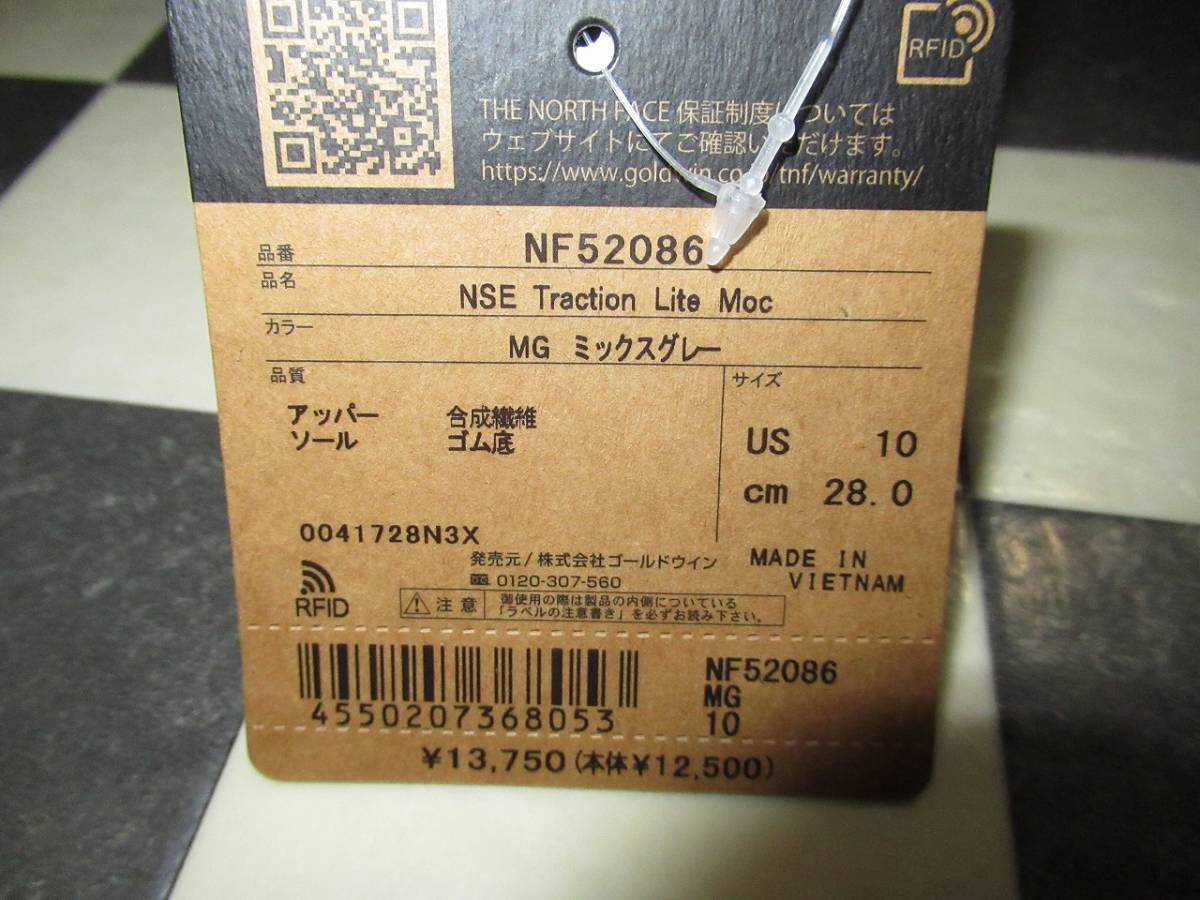 RFID
THE NORTH FACE 保証制度については
ウェブサイトにてご確認いただけます。
https://www.goldwin.co.jp/tnf/warranty/
品番 NF52086
品名
NSE Traction Lite Moc
カラー
MG ミックスグレー
品質
アッパー 合成繊維
ソール ゴム底
サイズ
US 10
cm 28.0
0041728N3X
発売元/株式会社ゴールドウイン
0120-307-560
MADE IN
VIETNAM
RFID
注意
御使用の際は製品の内側についている
「ラベルの注意書き」を必ずお読み下さい。
4550207368053
NF52086
MG
10
¥13,750(本体¥12,500)